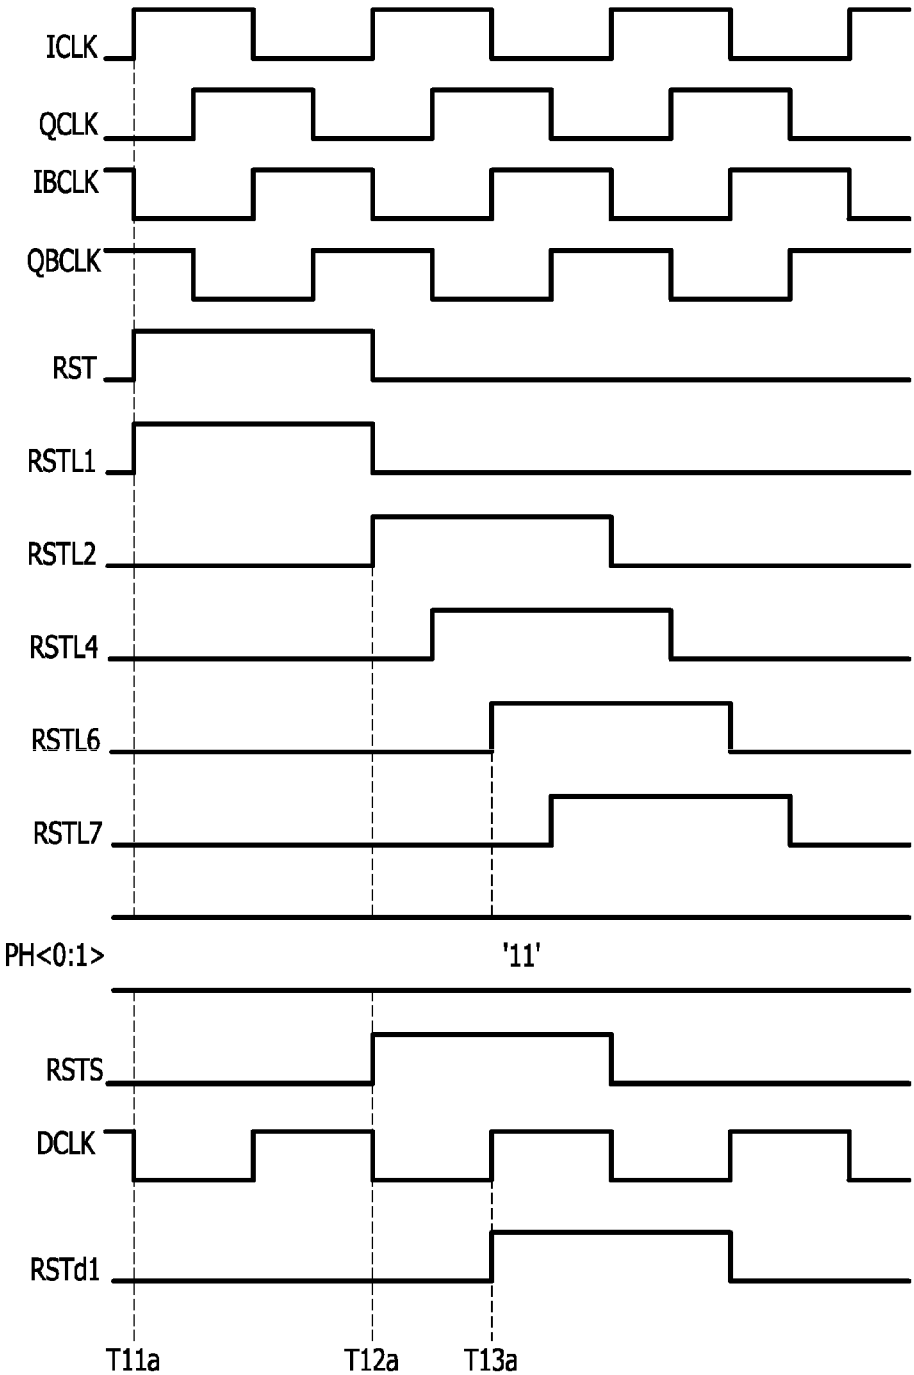 ICLK
QCLK
IBCLK
QBCLK
RST
RSTL1
RSTL2
RSTL4
RSTL6
RSTL7
PH<0:1> '11'
RSTS
DCLK
RSTd1
T11a T12a T13a